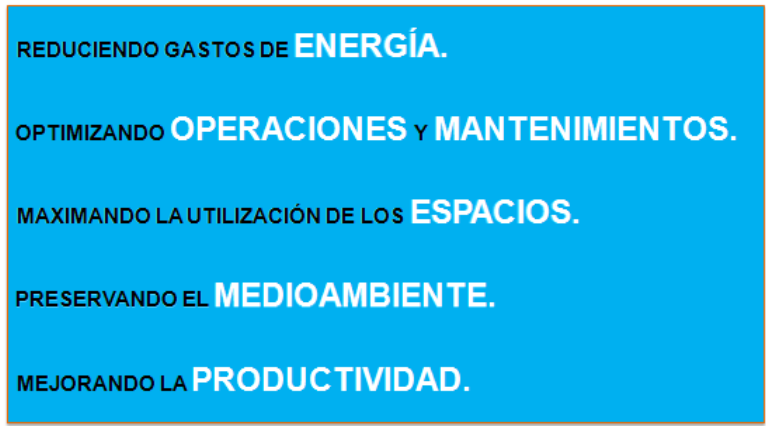 REDUCIENDO GASTOS DE ENERGÍA.
OPTIMIZANDO OPERACIONES Y MANTENIMIENTOS.
MAXIMANDO LA UTILIZACIÓN DE LOS ESPACIOS.
PRESERVANDO EL MEDIOAMBIENTE.
MEJORANDO LA PRODUCTIVIDAD.